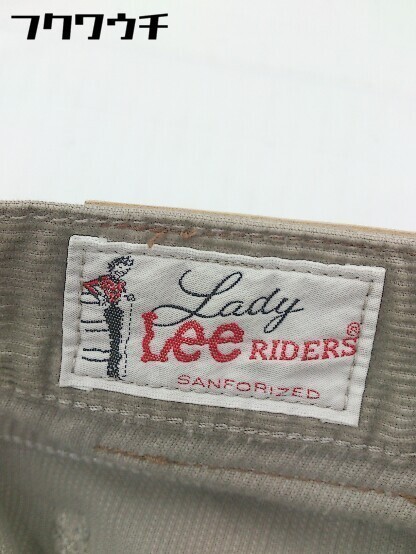 フクワウチ
Lady
Lee RIDERS®
SANFORIZED